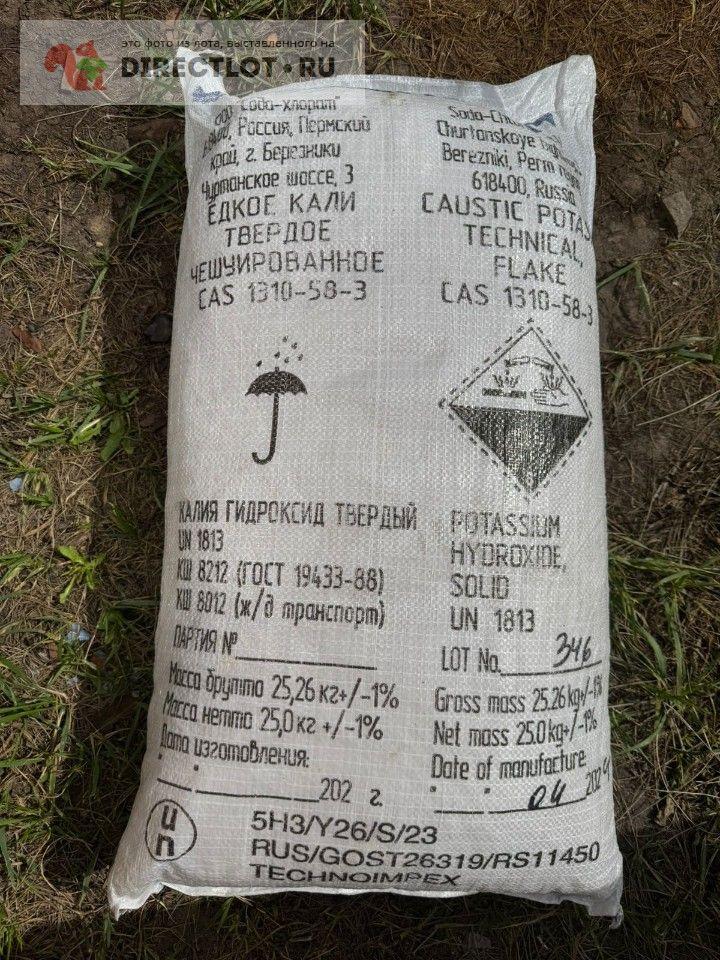 это фото из лота, выставленного на
DIRECTLOT.RU
"Сода-хлорат"
Россия, Пермский
край, г. Березники
Чуртанское шоссе, 3
ЕДКОЕ КАЛИ
ТВЕРДОЕ
ЧЕШУИРОВАННОЕ
CAS 1310-58-3
Churtanskoye
Berezniki, Perm
618400, Russia
CAUSTIC
TECHNICAL,
FLAKE
CAS 1310-58-3
КАЛИЯ ГИДРОКСИД ТВЕРДЫЙ
UN 1813
КШ 8212 (ГОСТ 19433-88)
КШ 8012 (ж/д транспорт)
ПАРТИЯ №
Масса брутто 25,26 кг+/-1%
Масса нетто 25,0 кг +/-1%
Дата изготовления:
202 г.
POTASSIUM
HYDROXIDE,
SOLID
UN 1813
LOT No. 346
Gross mass 25.26 kg+/-1%
Net mass 25.0 kg+/-1%
Date of manufacture
04 202
un
5H3/Y26/S/23
RUS/GOST26319/RS11450
TECHNOIMPEX